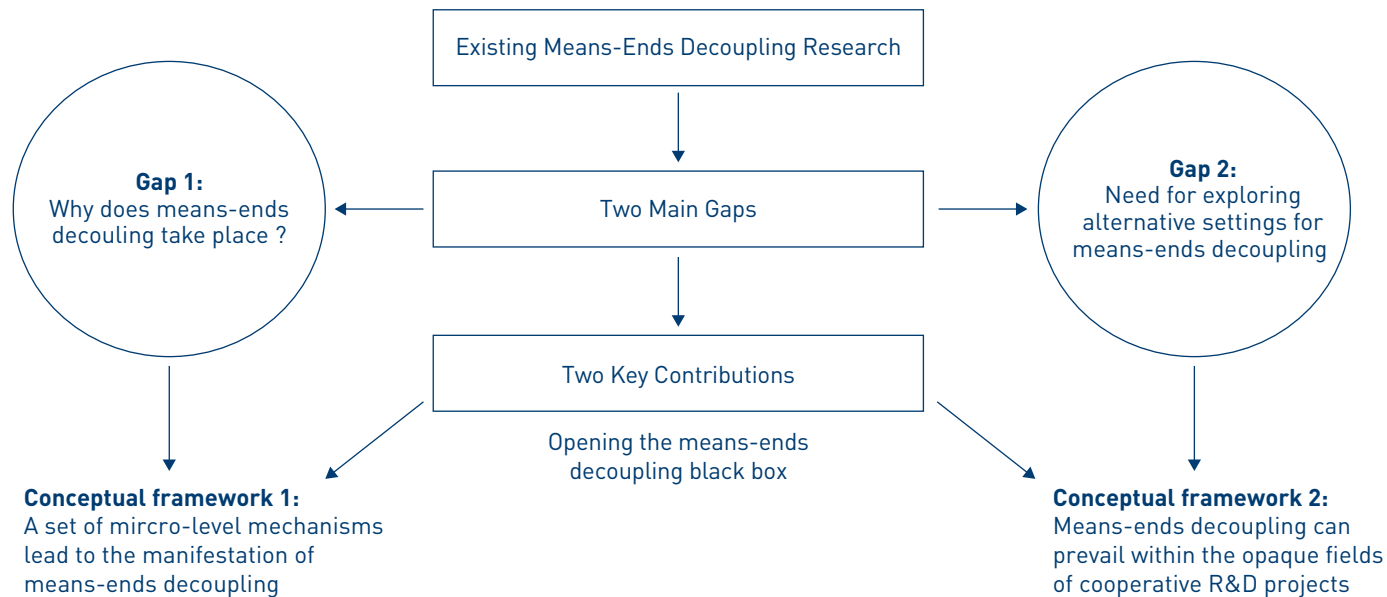 Existing Means-Ends Decoupling Research
Gap 1:
Why does means-ends
decouling take place ?
Two Main Gaps
Gap 2:
Need for exploring
alternative settings for
means-ends decoupling
Two Key Contributions
Opening the means-ends
decoupling black box
Conceptual framework 1:
A set of mircro-level mechanisms
lead to the manifestation of
means-ends decoupling
Conceptual framework 2:
Means-ends decoupling can
prevail within the opaque fields
of cooperative R&D projects